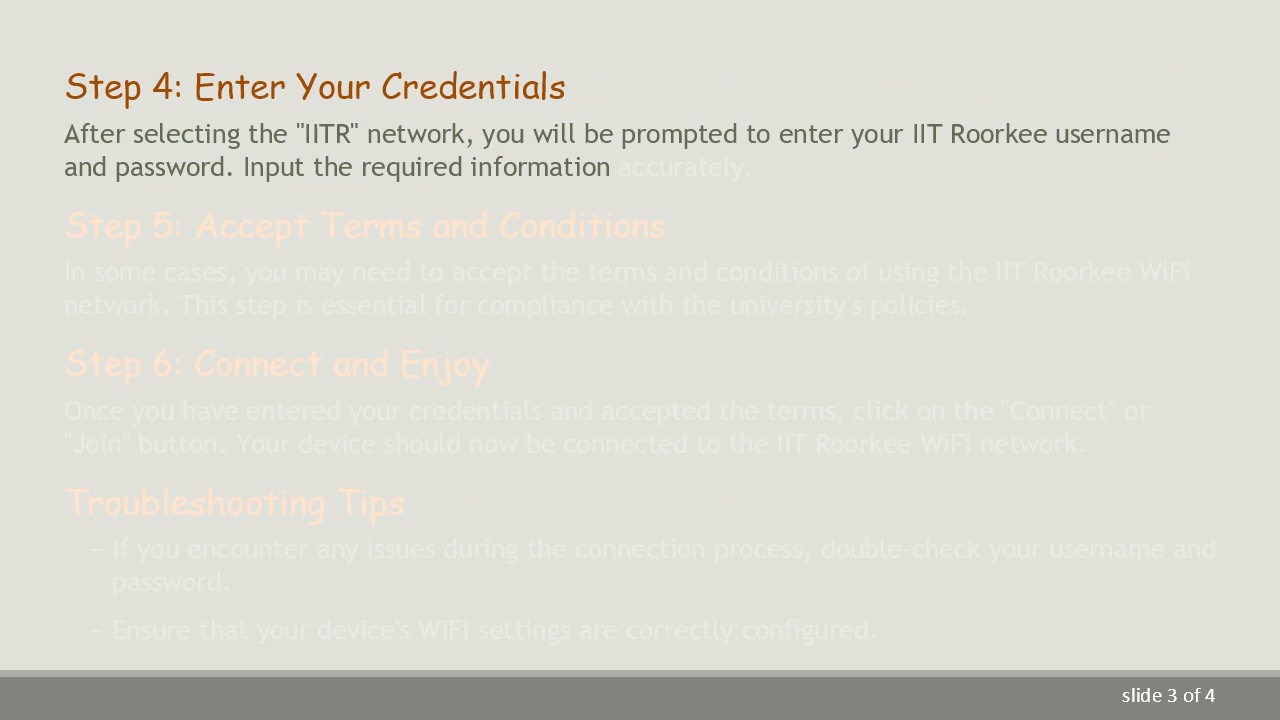 Step 4: Enter Your Credentials
After selecting the "IITR" network, you will be prompted to enter your IIT Roorkee username
and password. Input the required information accurately.
Step 5: Accept Terms and Conditions
In some cases, you may need to accept the terms and conditions of using the IIT Roorkee WiFi
network. This step is essential for compliance with the university's policies.
Step 6: Connect and Enjoy
Once you have entered your credentials and accepted the terms, click on the "Connect" or
"Join" button. Your device should now be connected to the IIT Roorkee WiFi network.
Troubleshooting Tips
– If you encounter any issues during the connection process, double-check your username and
password.
– Ensure that your device's WiFi settings are correctly configured.
slide 3 of 4